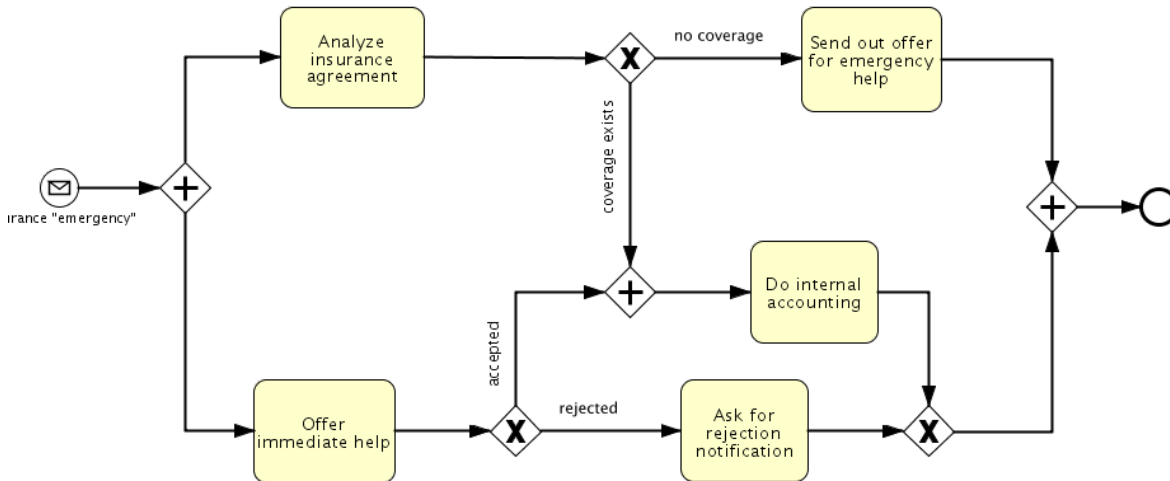 Analyze
insurance
agreement
no coverage
Send out offer
for emergency
help
coverage exists
urance "emergency"
Do internal
accounting
accepted
Offer
immediate help
rejected
Ask for
rejection
notification